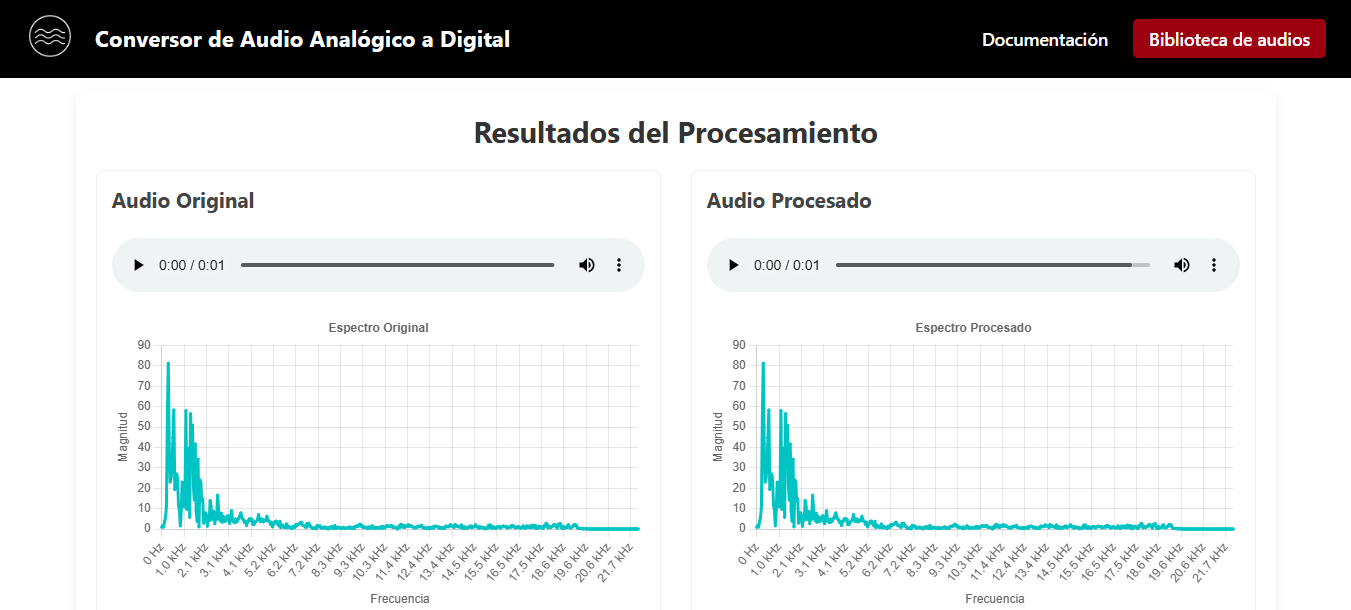 Conversor de Audio Analógico a Digital
Documentación
Biblioteca de audios
Resultados del Procesamiento
Audio Original
0:00 / 0:01
Espectro Original
90
80
70
60
50
40
30
20
10
0
Magnitud
0 Hz
1.0 kHz
2.1 kHz
3.1 kHz
4.1 kHz
5.2 kHz
6.2 kHz
7.2 kHz
8.3 kHz
9.3 kHz
10.3 kHz
11.4 kHz
12.4 kHz
13.4 kHz
14.5 kHz
15.5 kHz
16.5 kHz
17.5 kHz
18.6 kHz
19.6 kHz
20.6 kHz
21.7 kHz
Frecuencia
Audio Procesado
0:00 / 0:01
Espectro Procesado
90
80
70
60
50
40
30
20
10
0
Magnitud
0 Hz
1.0 kHz
2.1 kHz
3.1 kHz
4.1 kHz
5.2 kHz
6.2 kHz
7.2 kHz
8.3 kHz
9.3 kHz
10.3 kHz
11.4 kHz
12.4 kHz
13.4 kHz
14.5 kHz
15.5 kHz
16.5 kHz
17.5 kHz
18.6 kHz
19.6 kHz
20.6 kHz
21.7 kHz
Frecuencia